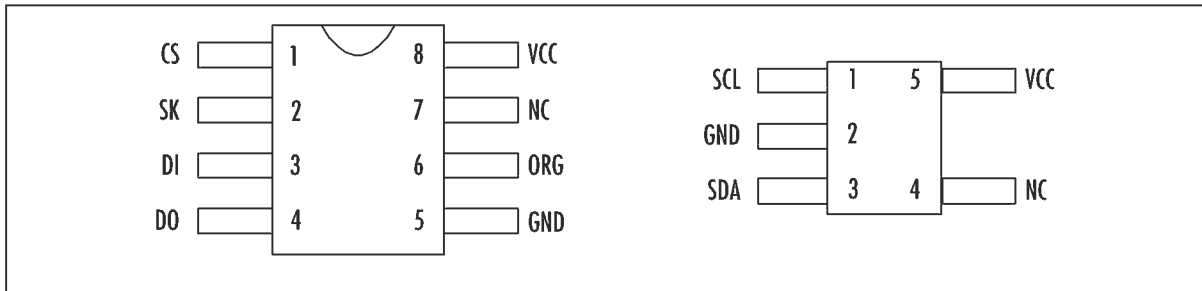 CS 1 8 VCC
SK 2 7 NC
DI 3 6 ORG
DO 4 5 GND
SCL 1 5 VCC
GND 2
SDA 3 4 NC